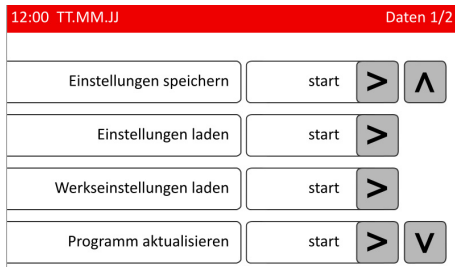 12:00 TT.MM.JJ Daten 1/2
Einstellungen speichern start > Λ
Einstellungen laden start >
Werkseinstellungen laden start >
Programm aktualisieren start > V